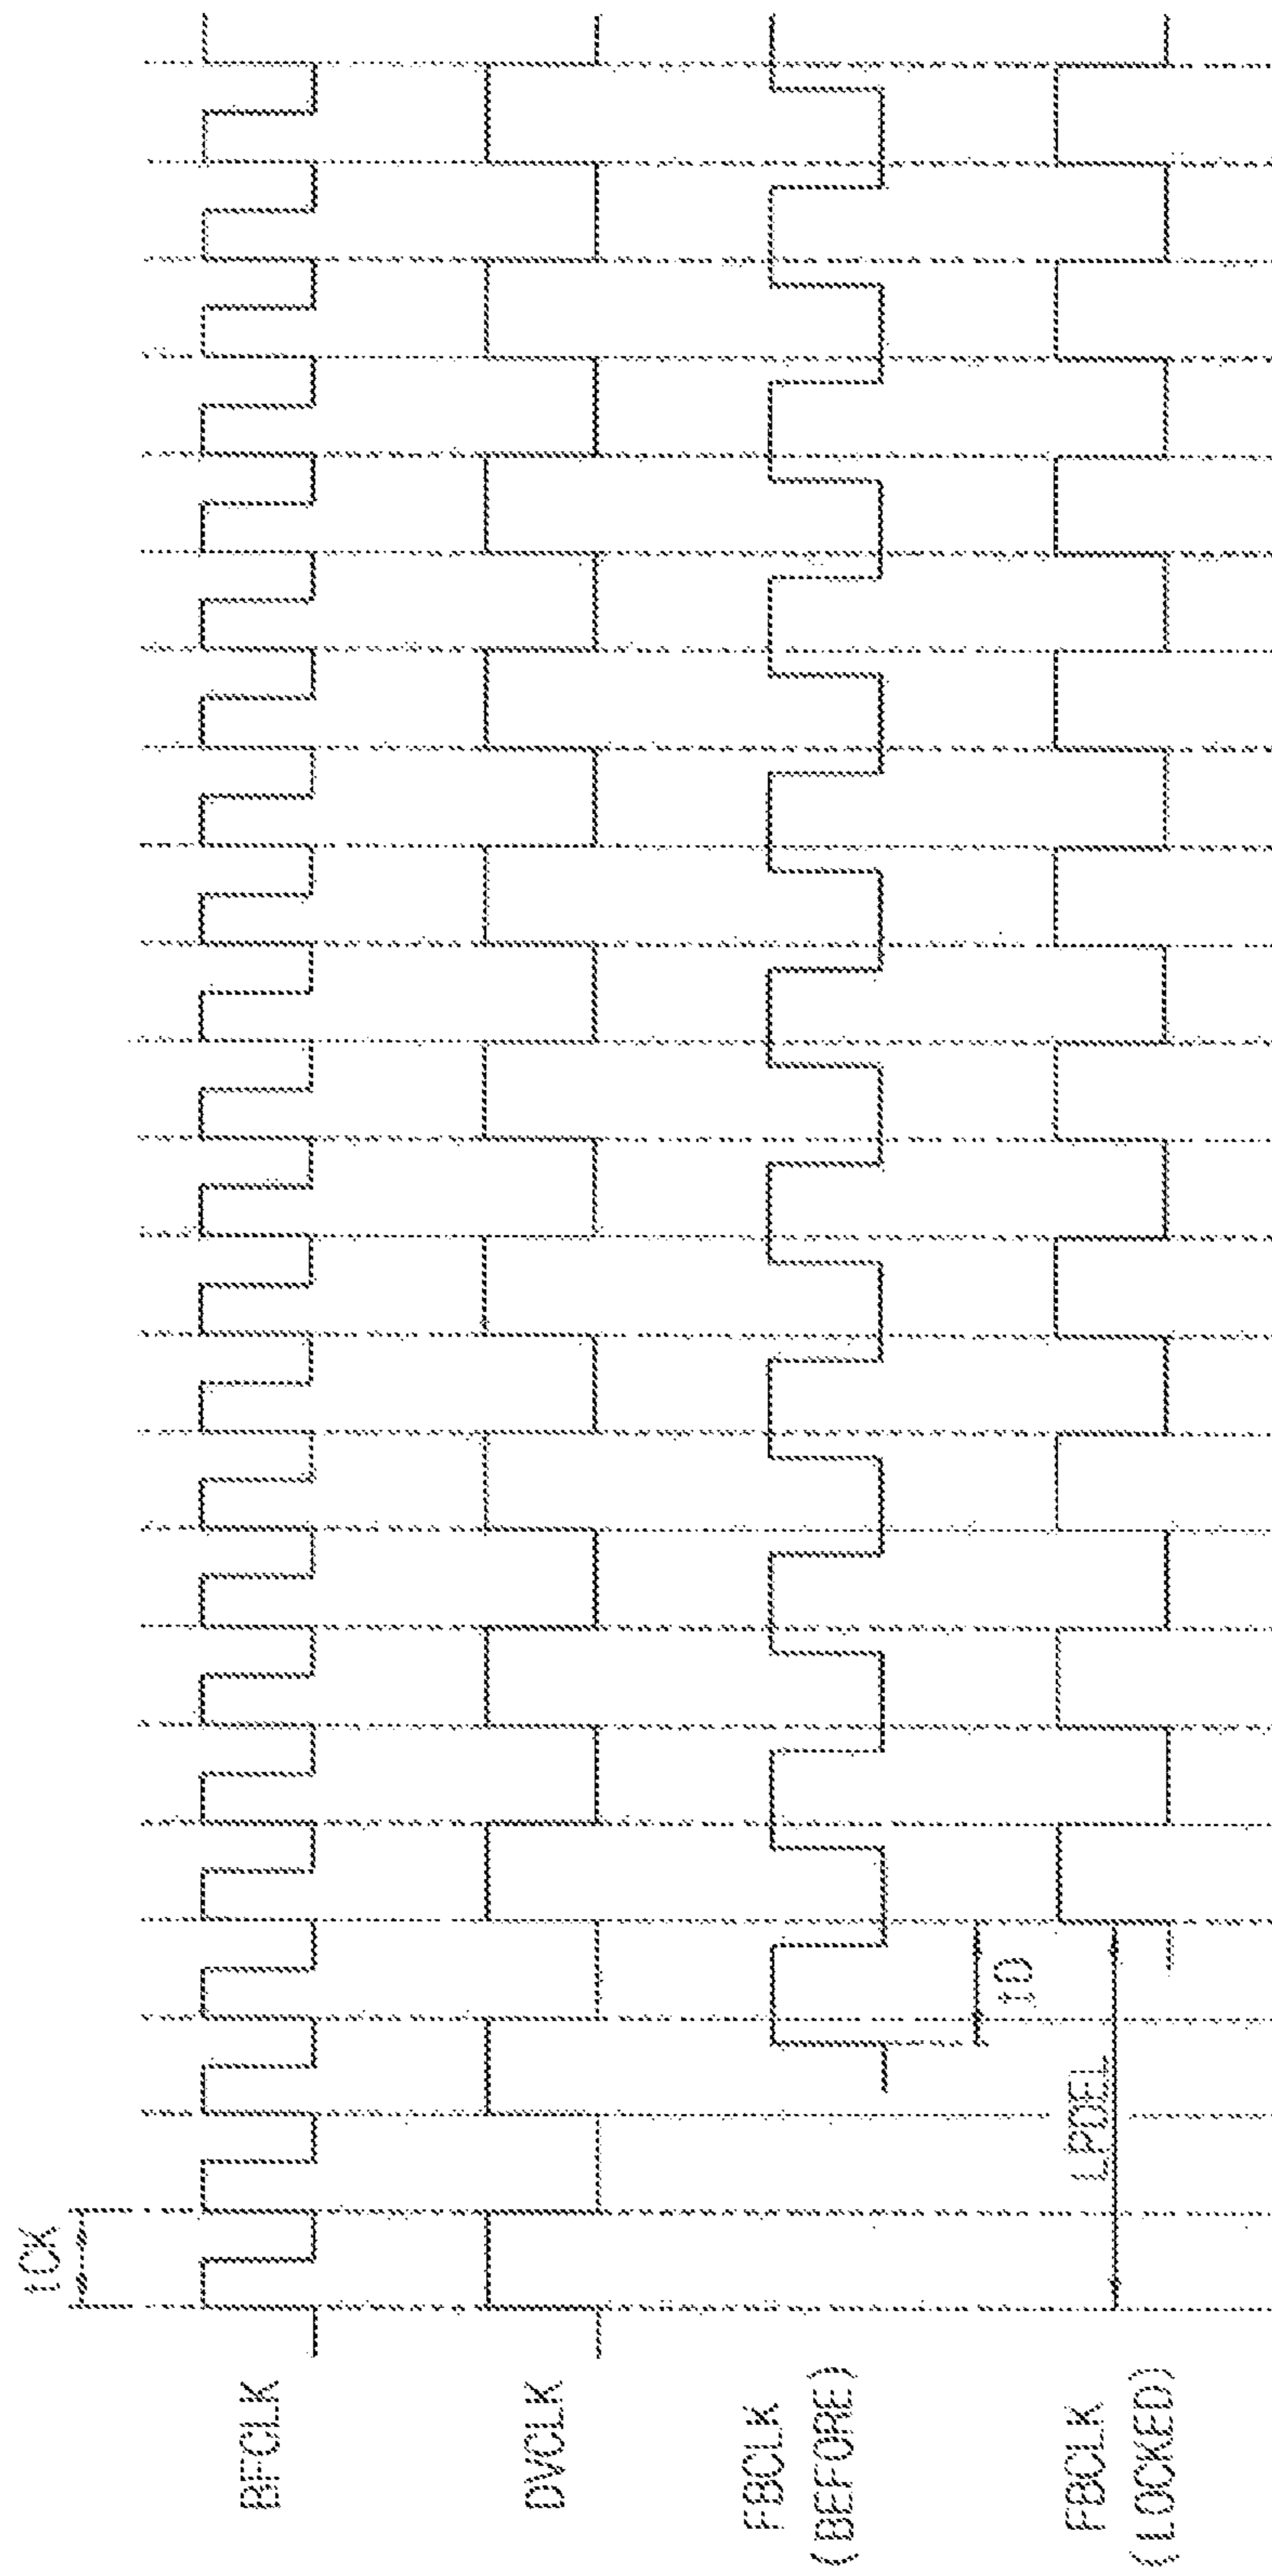 tCK
BFCLK
DVCLK
FBCLK
(BEFORE)
tD
FBCLK
(LOCKED)
LPDEL